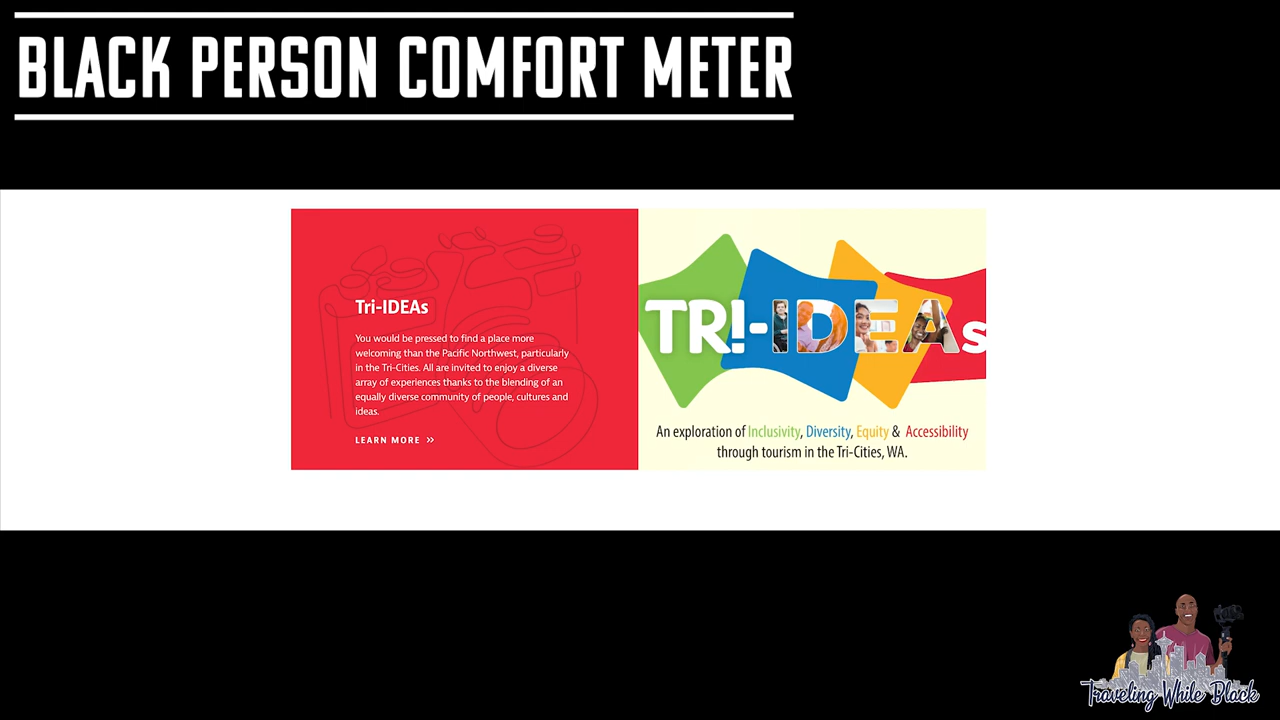 BLACK PERSON COMFORT METER
Tri-IDEAs
You would be pressed to find a place more
welcoming than the Pacific Northwest, particularly
in the Tri-Cities. All are invited to enjoy a diverse
array of experiences thanks to the blending of an
equally diverse community of people, cultures and
ideas.
LEARN MORE »
TR!-IDEAs
An exploration of Inclusivity, Diversity, Equity & Accessibility
through tourism in the Tri-Cities, WA.
Traveling While Black